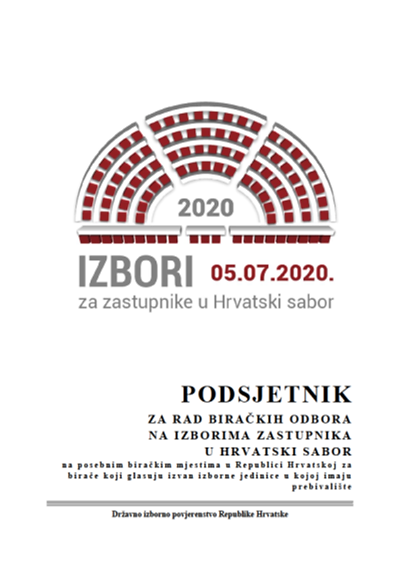 2020
IZBORI 05.07.2020.
za zastupnike u Hrvatski sabor
PODSJETNIK
ZA RAD BIRAČKIH ODBORA
NA IZBORIMA ZASTUPNIKA
U HRVATSKI SABOR
na posebnim biračkim mjestima u Republici Hrvatskoj za
birače koji glasuju izvan izborne jedinice u kojoj imaju
prebivalište
Državno izborno povjerenstvo Republike Hrvatske